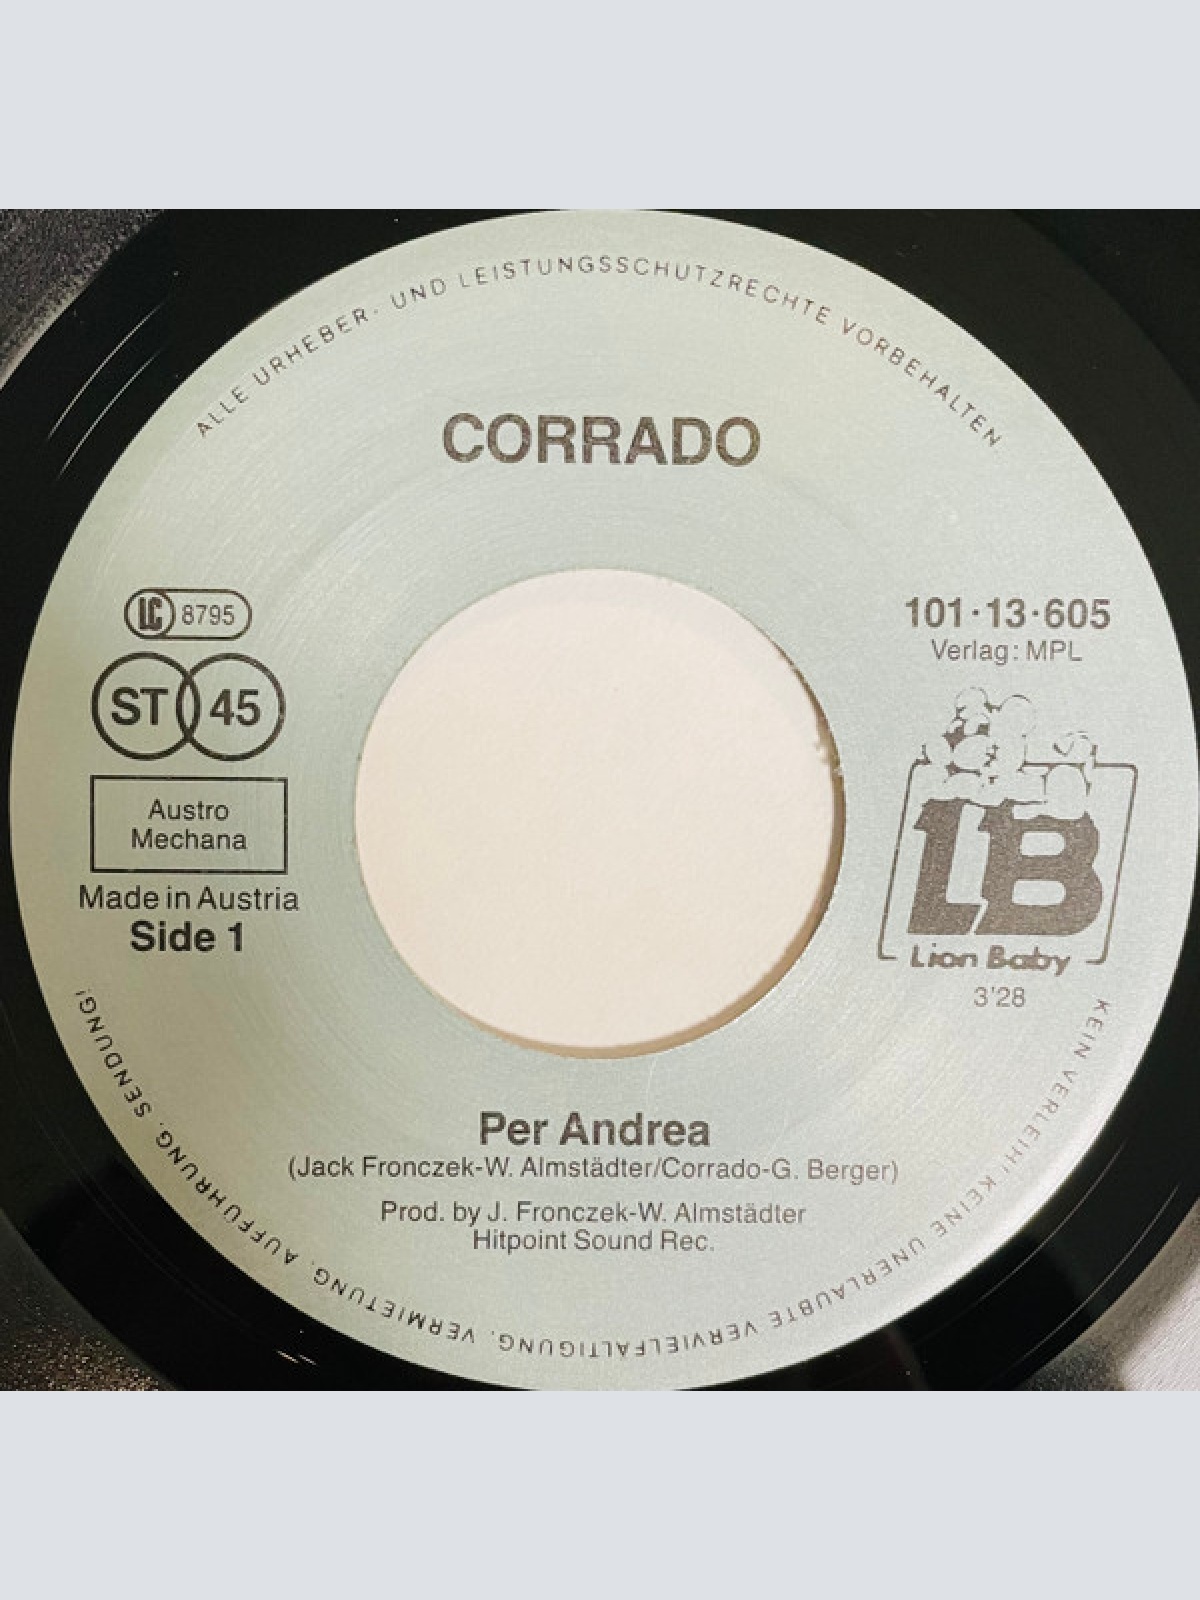 ALLE URHEBER- UND LEISTUNGSSCHUTZRECHTE VORBEHALTEN
CORRADO
LC 8795
ST 45
Austro
Mechana
Made in Austria
Side 1
101·13·605
Verlag: MPL
LB
Lion Baby
3'28
Per Andrea
(Jack Fronczek-W. Almstädter/Corrado-G. Berger)
Prod. by J. Fronczek-W. Almstädter
Hitpoint Sound Rec.
KEIN VERLEIH! KEINE UNERLAUBTE VERVIELFÄLTIGUNG, VERMIETUNG, AUFFÜHRUNG, SENDUNG!